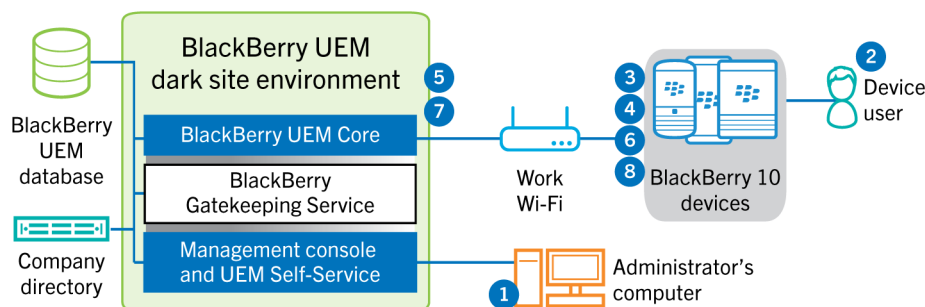 BlackBerry UEM
dark site environment
5
7
BlackBerry
UEM
database
BlackBerry UEM Core
BlackBerry
Gatekeeping Service
Management console
and UEM Self-Service
Company
directory
Work
Wi-Fi
3
4
6
8
BlackBerry 10
devices
2
Device
user
1
Administrator's
computer